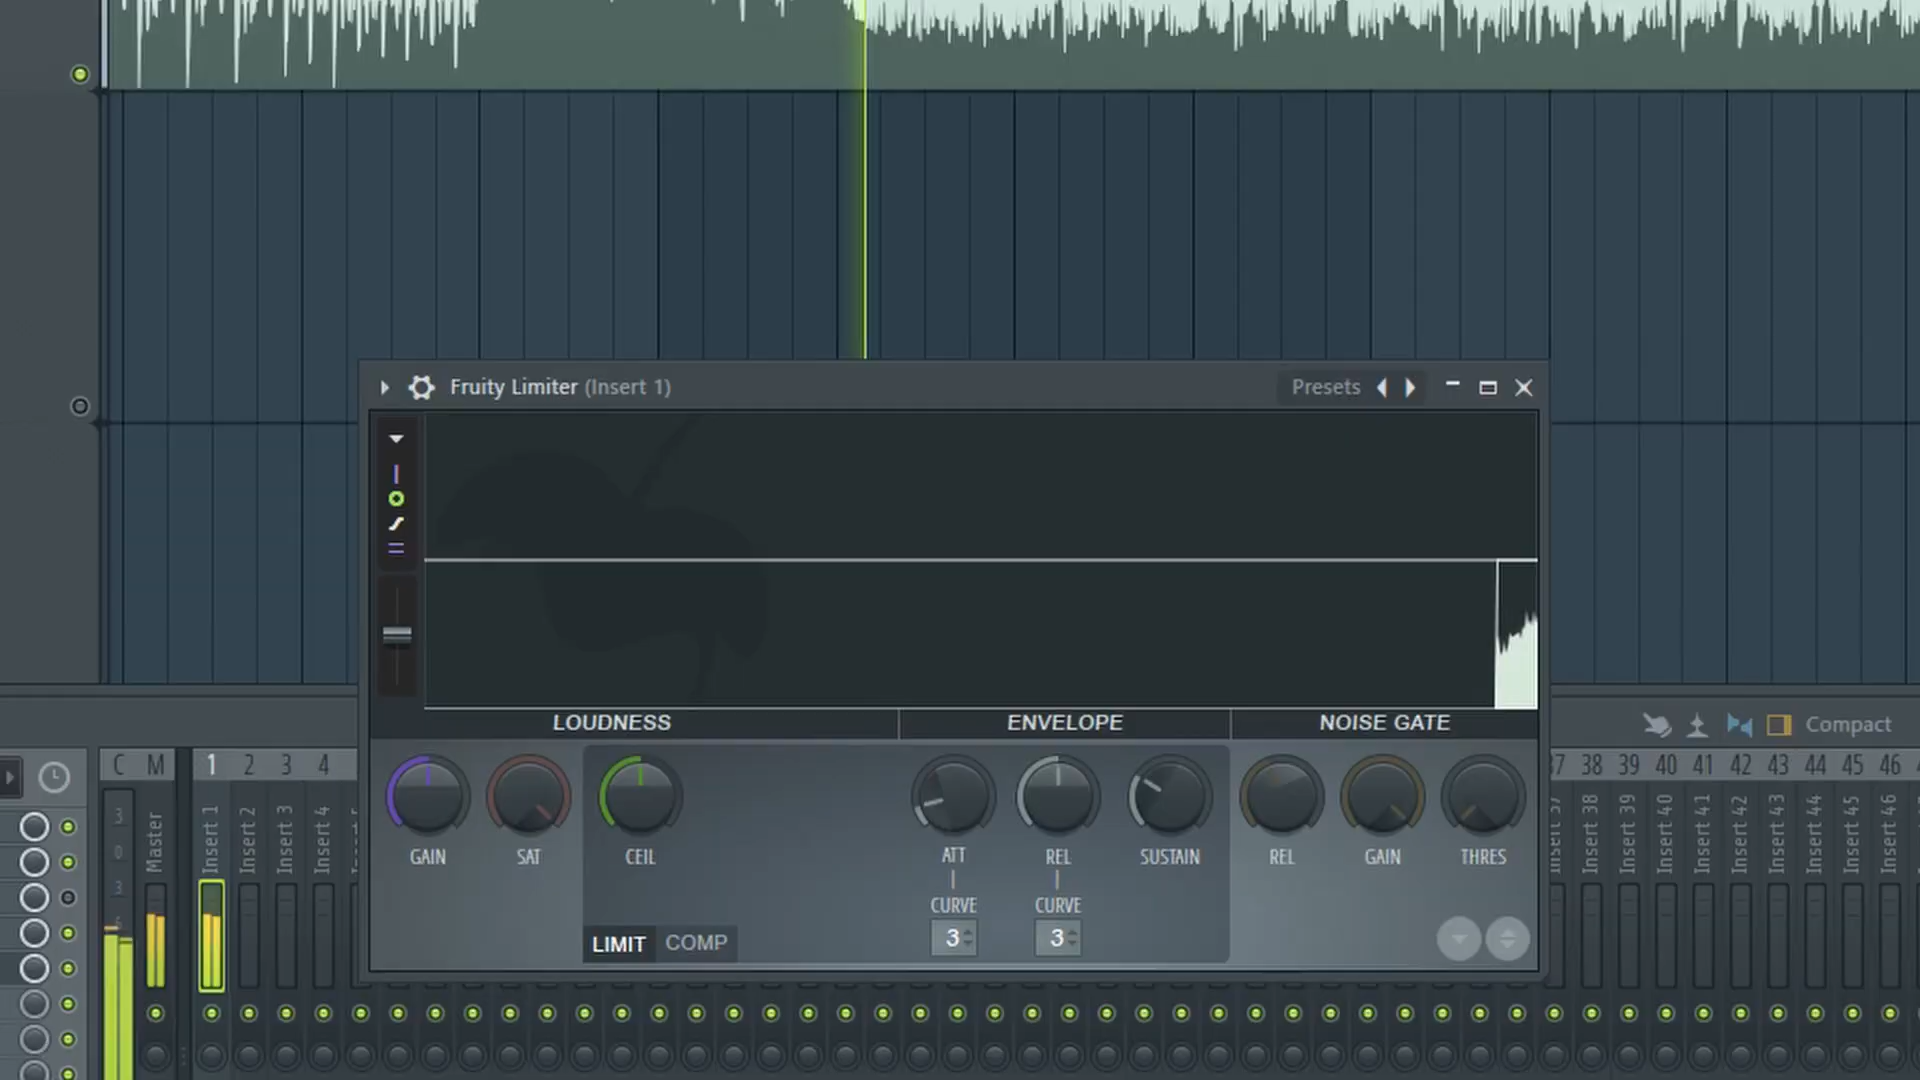 Fruity Limiter (Insert 1)
Presets
LOUDNESS
ENVELOPE
NOISE GATE
GAIN
SAT
CEIL
ATT
REL
SUSTAIN
REL
GAIN
THRES
CURVE
CURVE
3
3
LIMIT
COMP
Compact
C M 1 2 3 4
38 39 40 41 42 43 44 45 46
3
0
3
Master
Insert 1
Insert 2
Insert 3
Insert 4
Insert 38
Insert 39
Insert 40
Insert 41
Insert 42
Insert 43
Insert 44
Insert 45
Insert 46